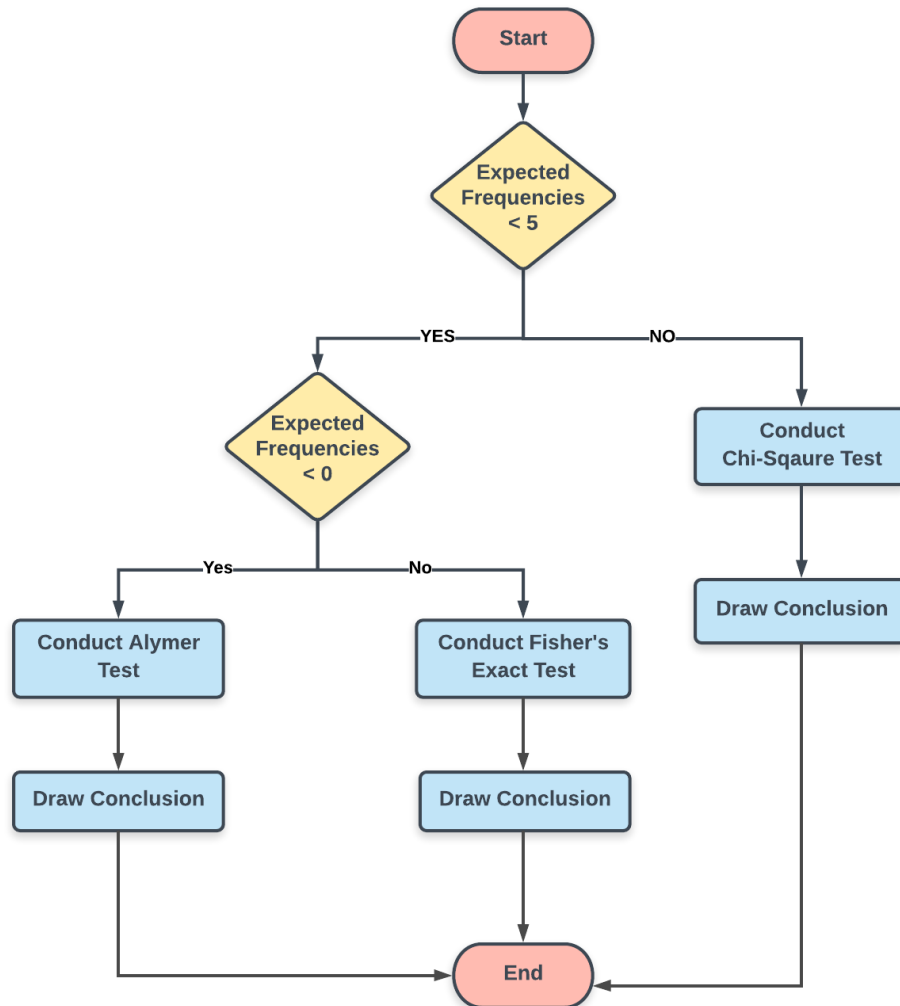 Start
Expected
Frequencies
< 5
YES
NO
Expected
Frequencies
< 0
Conduct
Chi-Sqaure Test
Yes
No
Draw Conclusion
Conduct Alymer
Test
Conduct Fisher's
Exact Test
Draw Conclusion
Draw Conclusion
End